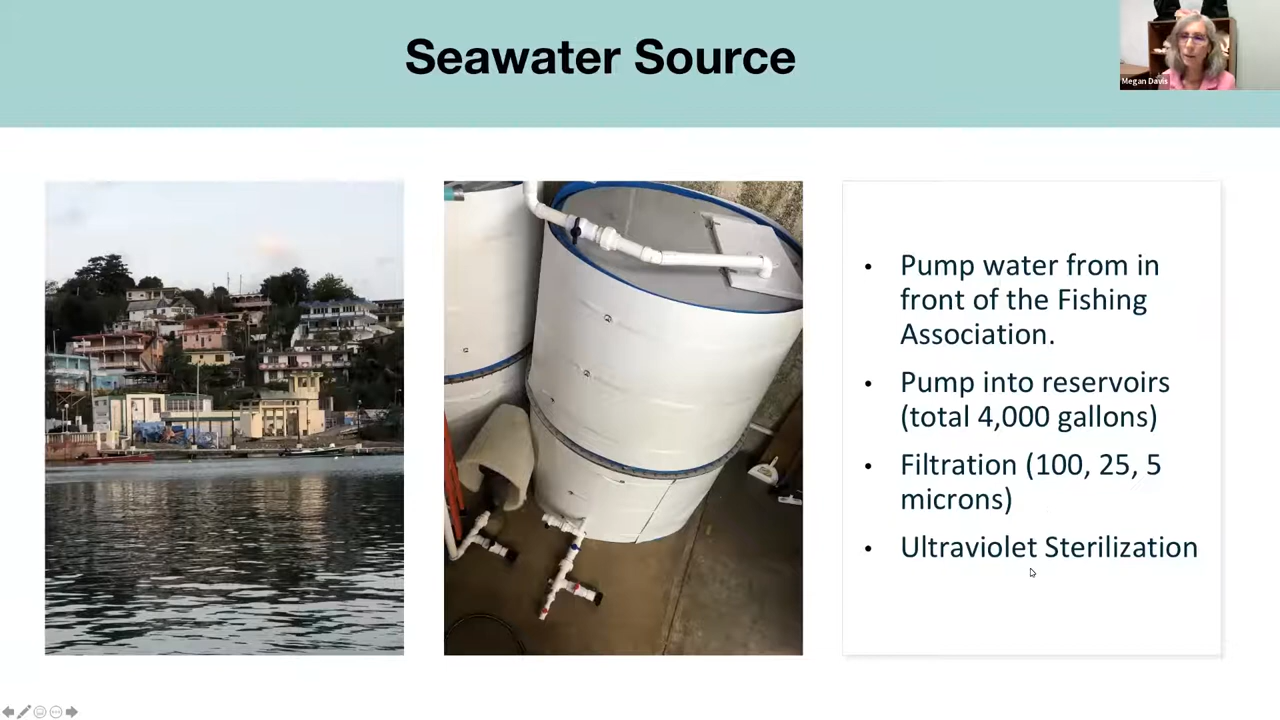 Seawater Source
Megan Davis
• Pump water from in
front of the Fishing
Association.
• Pump into reservoirs
(total 4,000 gallons)
• Filtration (100, 25, 5
microns)
• Ultraviolet Sterilization